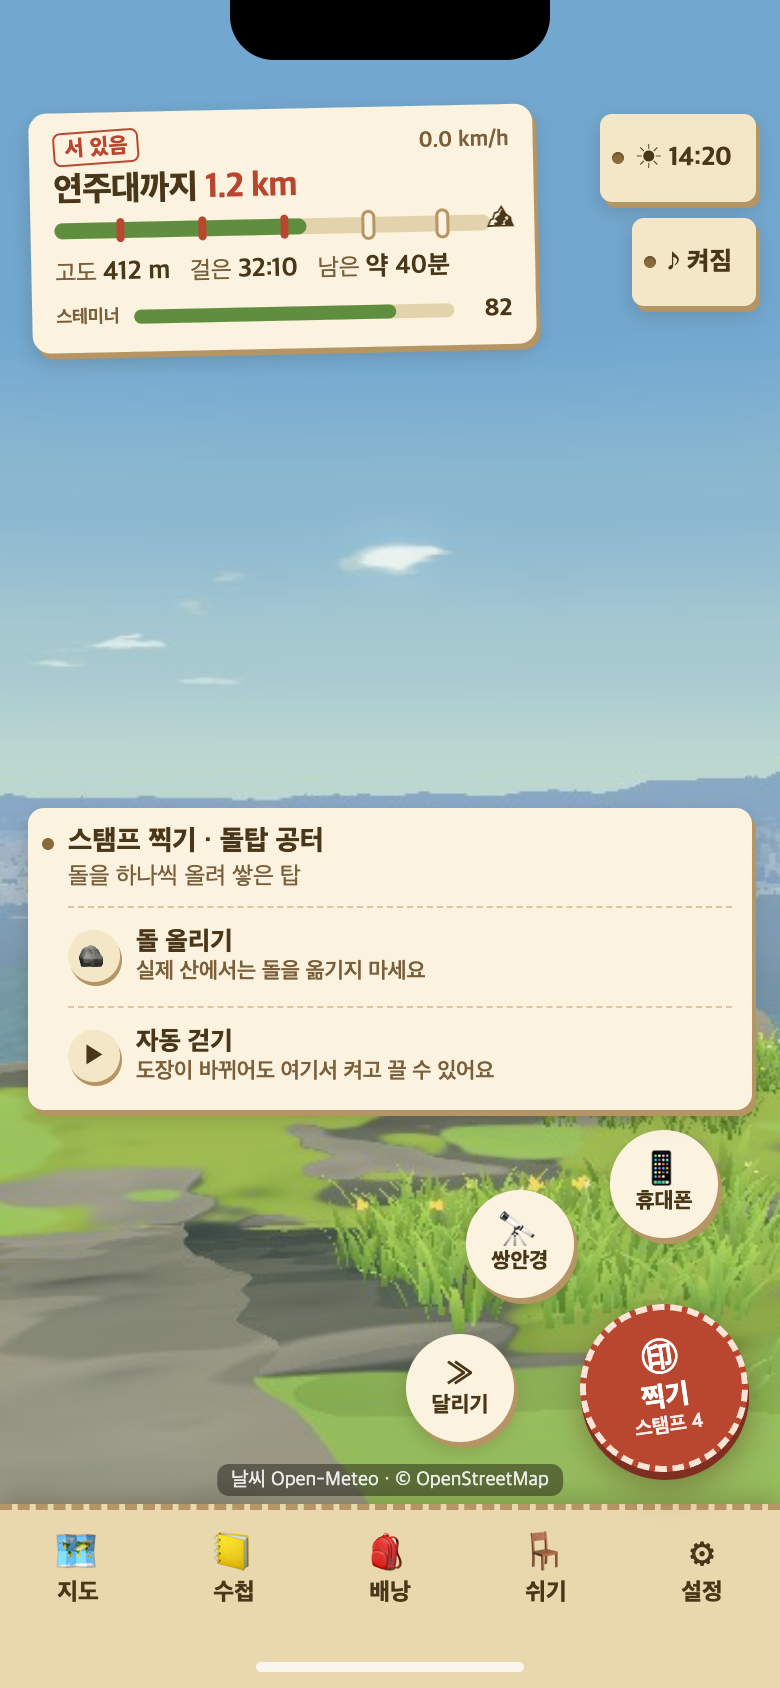 서 있음
0.0 km/h
연주대까지 1.2 km
고도 412 m 걸은 32:10 남은 약 40분
스테미너 82
☀ 14:20
♪ 켜짐
스탬프 찍기 · 돌탑 공터
돌을 하나씩 올려 쌓은 탑
돌 올리기
실제 산에서는 돌을 옮기지 마세요
자동 걷기
도장이 바뀌어도 여기서 켜고 끌 수 있어요
휴대폰
쌍안경
달리기
印
찍기
스탬프 4
날씨 Open-Meteo · © OpenStreetMap
지도 수첩 배낭 쉬기 설정